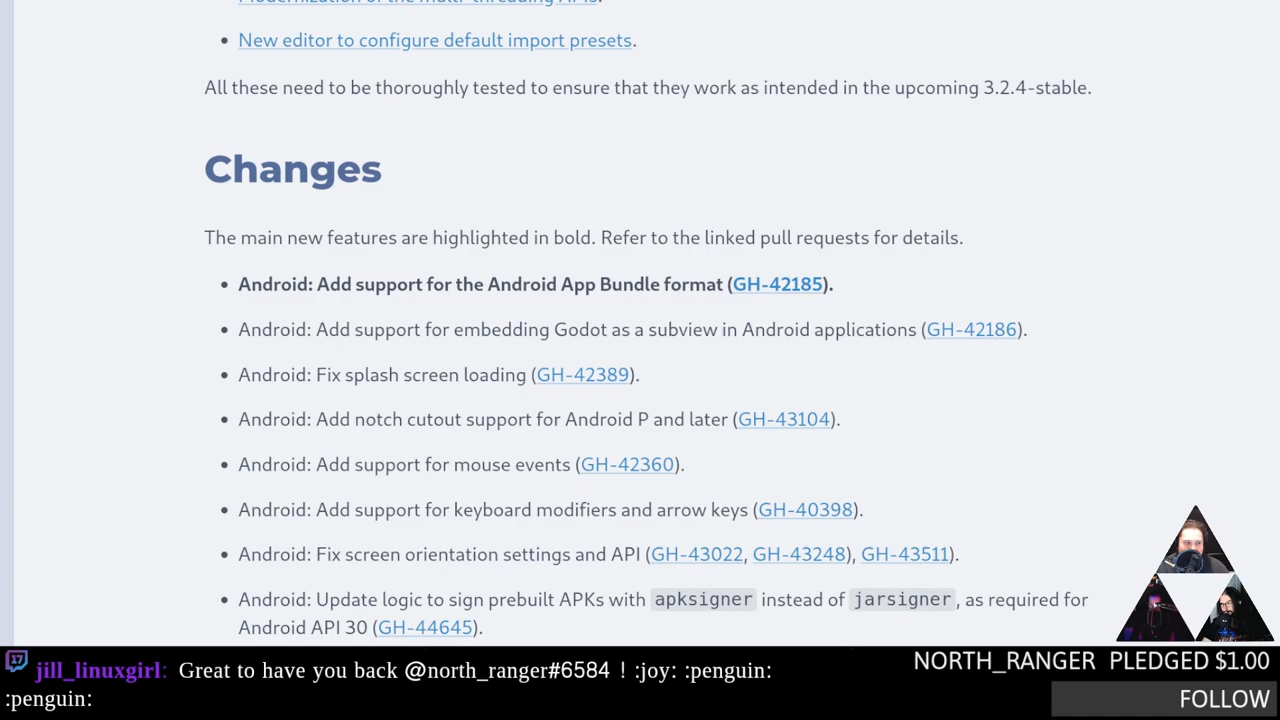 New editor to configure default import presets.
All these need to be thoroughly tested to ensure that they work as intended in the upcoming 3.2.4-stable.
Changes
The main new features are highlighted in bold. Refer to the linked pull requests for details.
Android: Add support for the Android App Bundle format (GH-42185).
Android: Add support for embedding Godot as a subview in Android applications (GH-42186).
Android: Fix splash screen loading (GH-42389).
Android: Add notch cutout support for Android P and later (GH-43104).
Android: Add support for mouse events (GH-42360).
Android: Add support for keyboard modifiers and arrow keys (GH-40398).
Android: Fix screen orientation settings and API (GH-43022, GH-43248), GH-43511).
Android: Update logic to sign prebuilt APKs with apksigner instead of jarsigner, as required for
Android API 30 (GH-44645).
17 jill_linuxgirl: Great to have you back @north_ranger#6584 ! :joy: :penguin:
:penguin:
NORTH_RANGER PLEDGED $1.00
FOLLOW